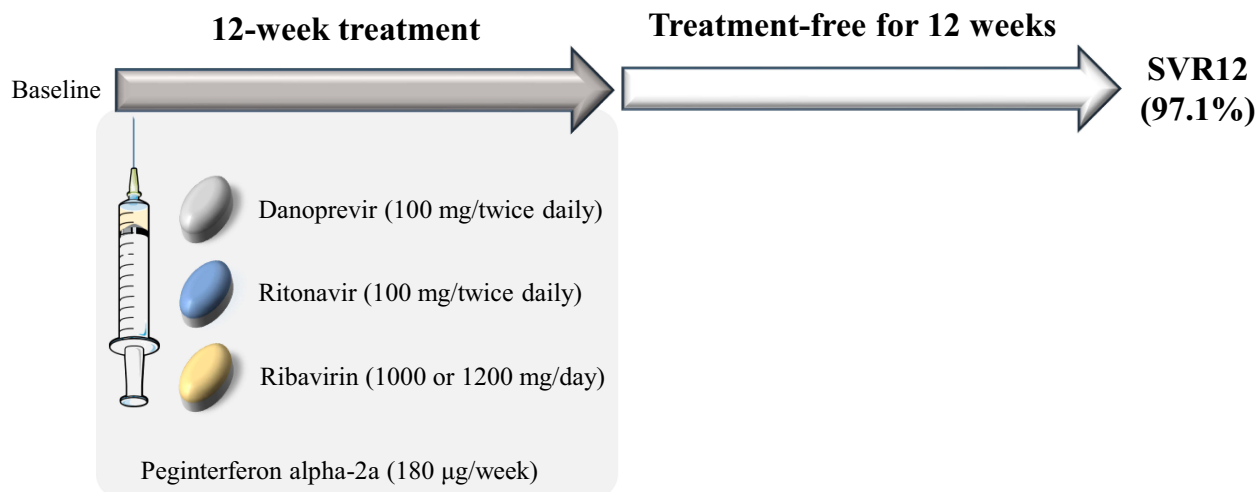 12-week treatment
Treatment-free for 12 weeks
Baseline
SVR12
(97.1%)
Danoprevir (100 mg/twice daily)
Ritonavir (100 mg/twice daily)
Ribavirin (1000 or 1200 mg/day)
Peginterferon alpha-2a (180 μg/week)